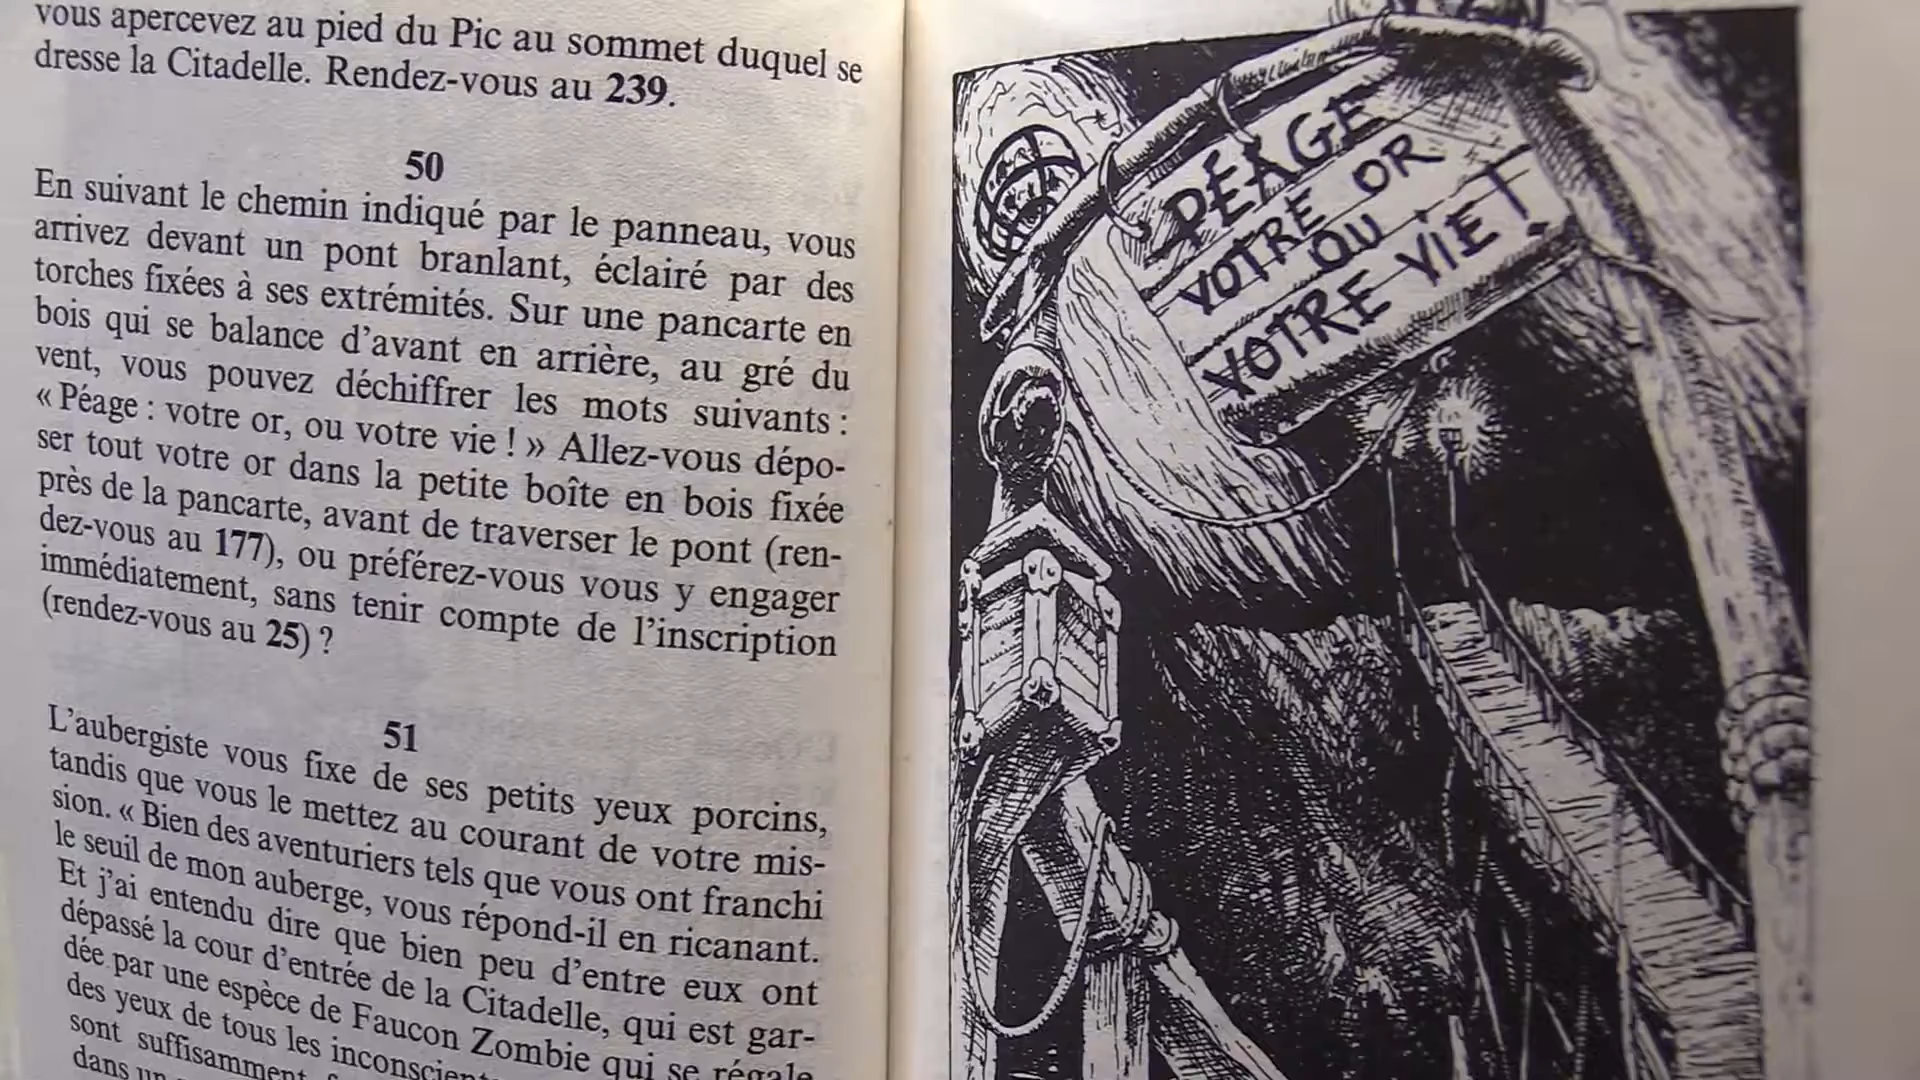 vous apercevez au pied du Pic au sommet duquel se
dresse la Citadelle. Rendez-vous au 239.
50
En suivant le chemin indiqué par le panneau, vous
arrivez devant un pont branlant, éclairé par des
torches fixées à ses extrémités. Sur une pancarte en
bois qui se balance d'avant en arrière, au gré du
vent, vous pouvez déchiffrer les mots suivants :
« Péage : votre or, ou votre vie ! » Allez-vous dépo-
ser tout votre or dans la petite boîte en bois fixée
près de la pancarte, avant de traverser le pont (ren-
dez-vous au 177), ou préférez-vous vous y engager
immédiatement, sans tenir compte de l'inscription
(rendez-vous au 25) ?
51
L'aubergiste vous fixe de ses petits yeux porcins,
tandis que vous le mettez au courant de votre mis-
sion. « Bien des aventuriers tels que vous ont franchi
le seuil de mon auberge, vous répond-il en ricanant.
Et j'ai entendu dire que bien peu d'entre eux ont
dépassé la cour d'entrée de la Citadelle, qui est gar-
dée par une espèce de Faucon Zombie qui se régale
des yeux de tous les
sont suffisamment
dans un
PÉAGE
VOTRE OR
OU
VOTRE VIE !